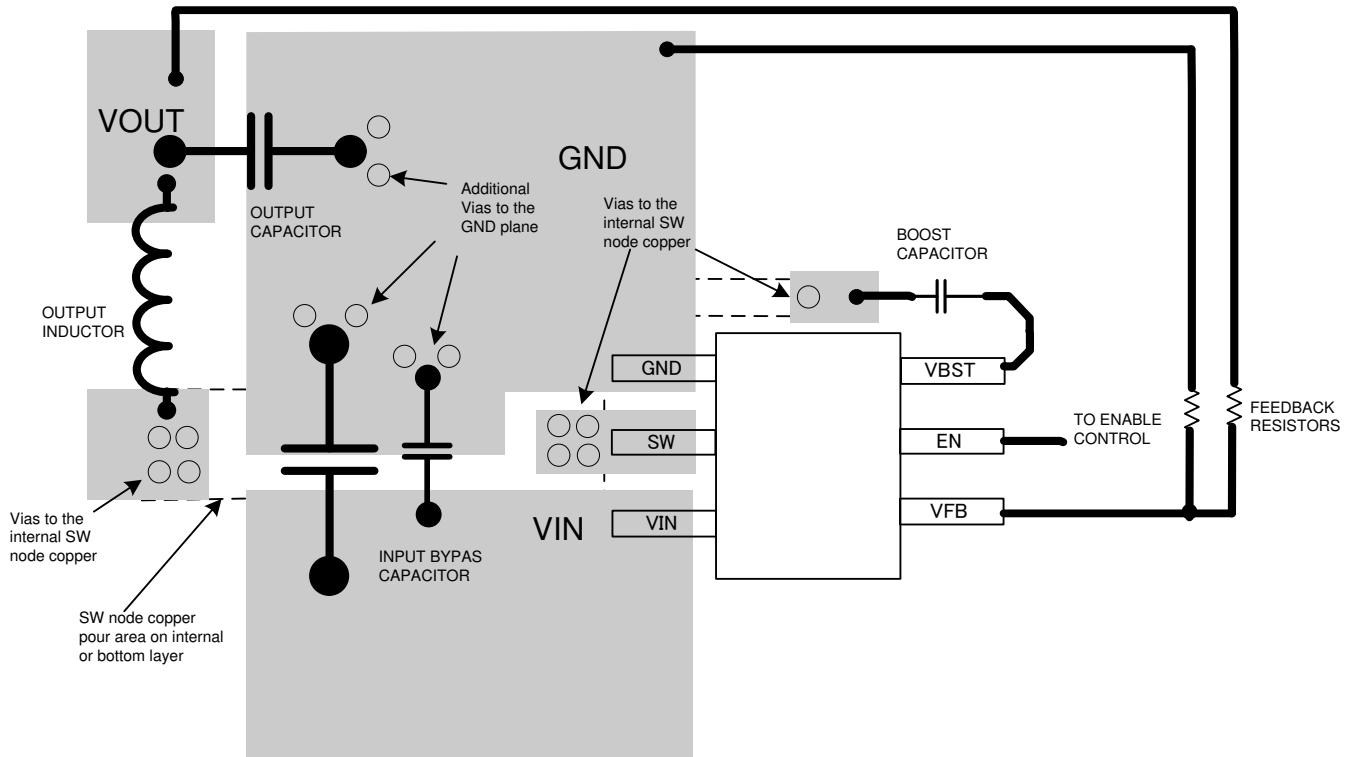 VOUT
GND
OUTPUT
CAPACITOR
Additional
Vias to the
GND plane
Vias to the
internal SW
node copper
BOOST
CAPACITOR
OUTPUT
INDUCTOR
GND
VBST
SW
EN
TO ENABLE
CONTROL
FEEDBACK
RESISTORS
VIN
VIN
VFB
Vias to the
internal SW
node copper
INPUT BYPAS
CAPACITOR
SW node copper
pour area on internal
or bottom layer